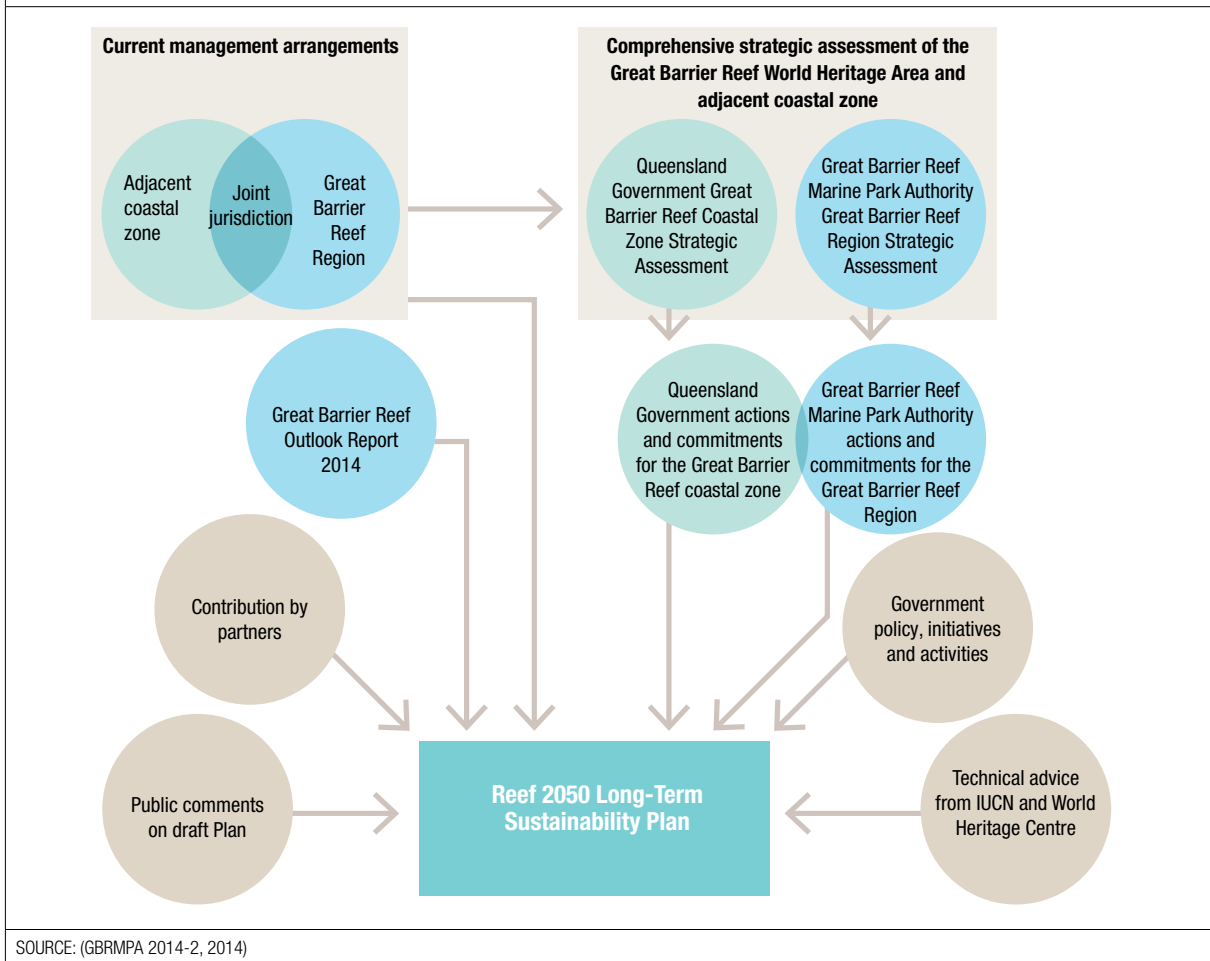 Current management arrangements
Adjacent
coastal
zone
Joint
jurisdiction
Great
Barrier
Reef
Region
Comprehensive strategic assessment of the
Great Barrier Reef World Heritage Area and
adjacent coastal zone
Queensland
Government Great
Barrier Reef Coastal
Zone Strategic
Assessment
Great Barrier Reef
Marine Park Authority
Great Barrier Reef
Region Strategic
Assessment
Great Barrier Reef
Outlook Report
2014
Queensland
Government actions
and commitments
for the Great Barrier
Reef coastal zone
Great Barrier Reef
Marine Park Authority
actions and
commitments for the
Great Barrier Reef
Region
Contribution by
partners
Government
policy, initiatives
and activities
Public comments
on draft Plan
Reef 2050 Long-Term
Sustainability Plan
Technical advice
from IUCN and World
Heritage Centre
SOURCE: (GBRMPA 2014-2, 2014)